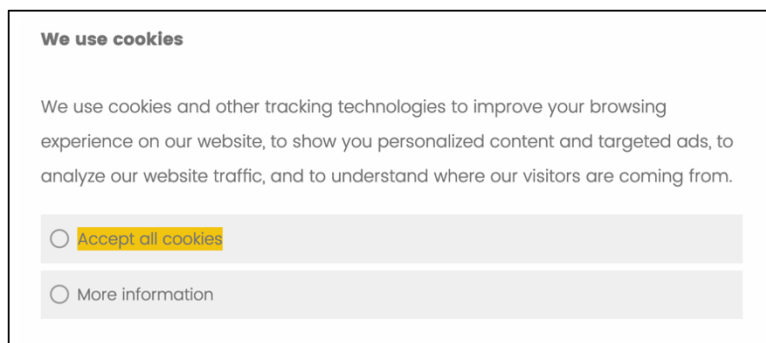 We use cookies
We use cookies and other tracking technologies to improve your browsing
experience on our website, to show you personalized content and targeted ads, to
analyze our website traffic, and to understand where our visitors are coming from.
Accept all cookies
More information